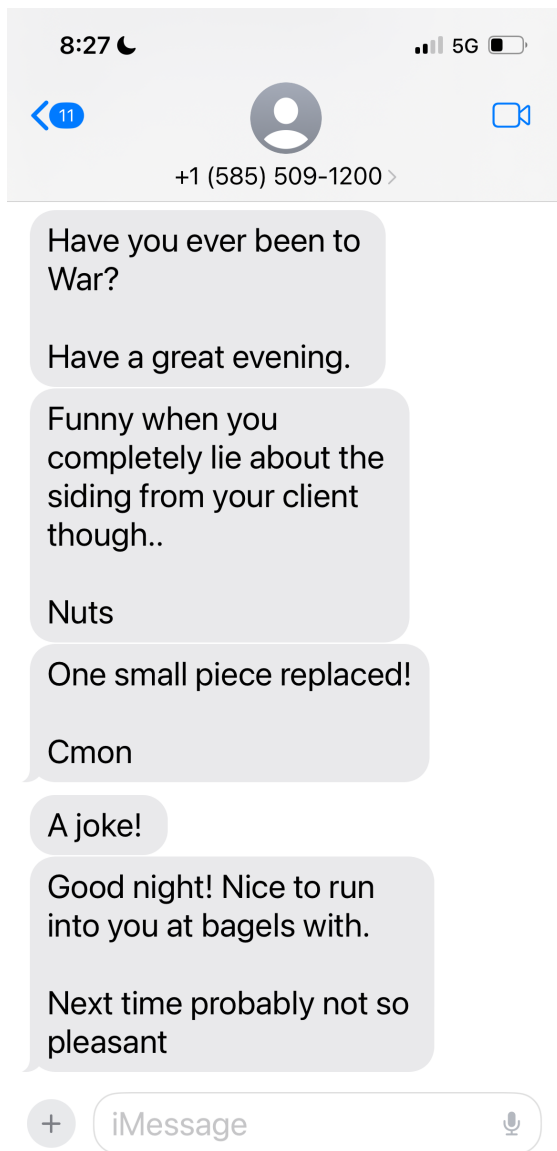 8:27
5G
11
+1 (585) 509-1200
Have you ever been to
War?
Have a great evening.
Funny when you
completely lie about the
siding from your client
though..
Nuts
One small piece replaced!
Cmon
A joke!
Good night! Nice to run
into you at bagels with.
Next time probably not so
pleasant
iMessage